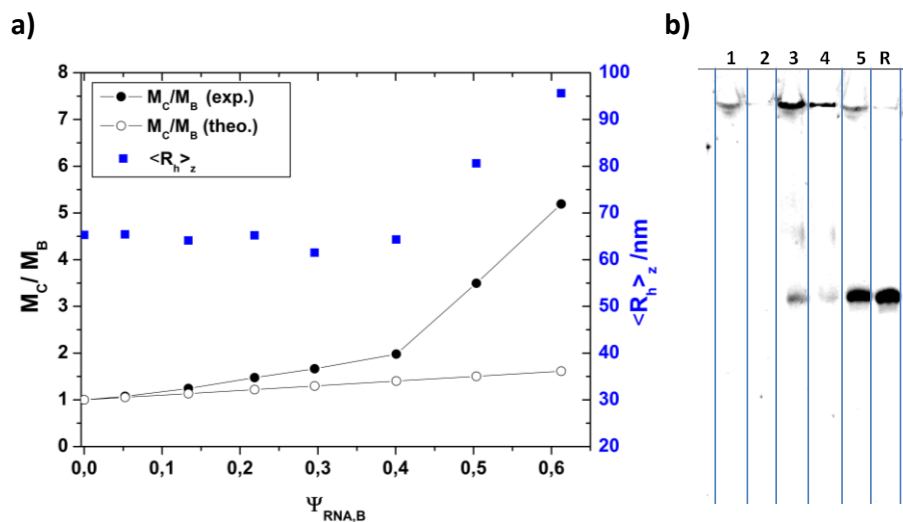 a)
8
7
6
5
4
3
2
1
0
M_C/ M_B
M_C/M_B (exp.)
M_C/M_B (theo.)
<R_h>_z
100
90
80
70
60
50
40
30
20
<R_h>_z /nm
0,0 0,1 0,2 0,3 0,4 0,5 0,6
Ψ_RNA,B
b)
1 2 3 4 5 R